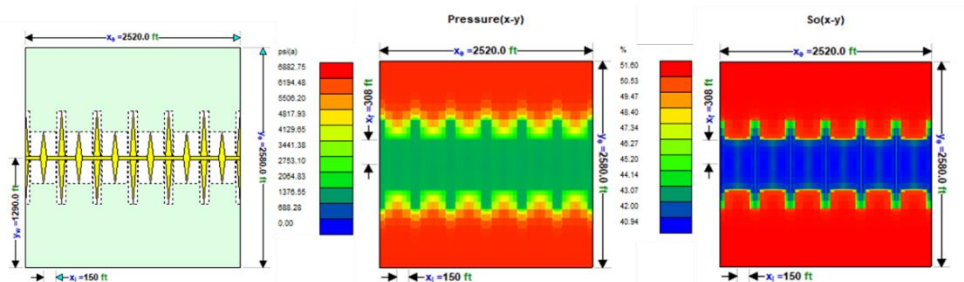 Pressure(x-y)
So(x-y)
xe =2520.0 ft
ye =2580.0 ft
yw =1290.0 ft
xi =150 ft
psi(a)
6882.75
6194.48
5506.20
4817.93
4129.65
3441.38
2753.10
2064.83
1376.55
688.28
0.00
xe =2520.0 ft
xf =308 ft
ye =2580.0 ft
xi =150 ft
%
51.60
50.53
49.47
48.40
47.34
46.27
45.20
44.14
43.07
42.00
40.94
xe =2520.0 ft
xf =308 ft
ye =2580.0 ft
xi =150 ft